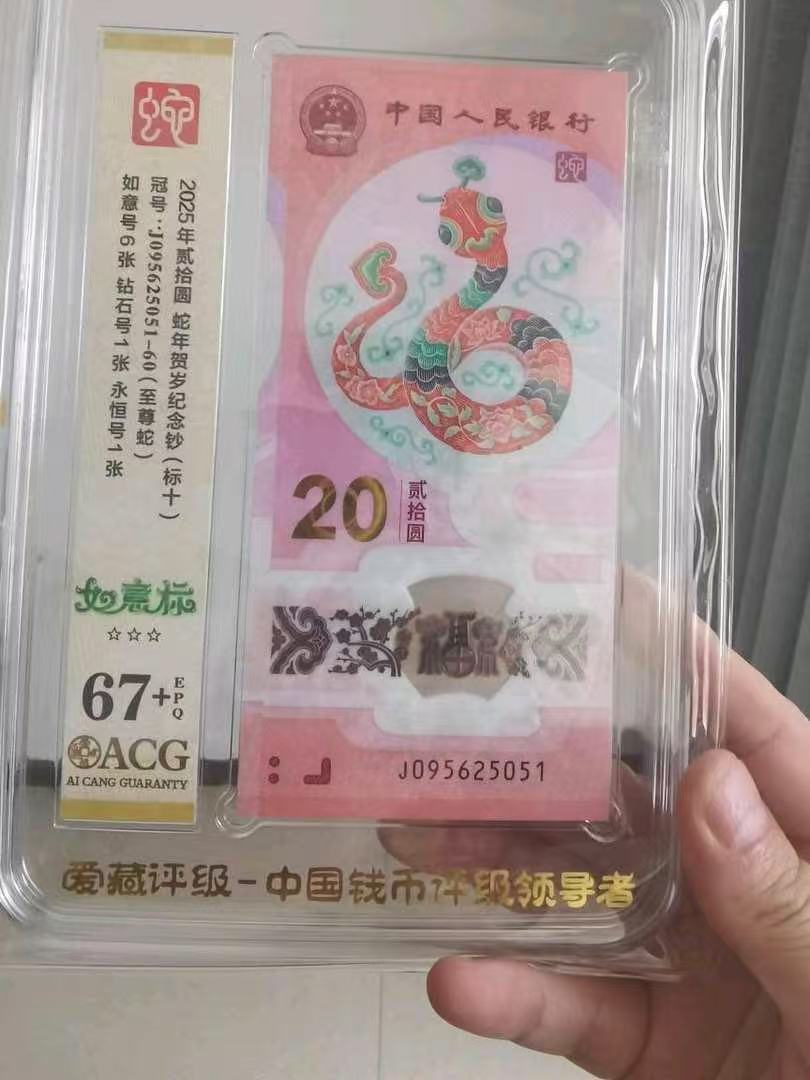 蛇
2025年贰拾圆 蛇年贺岁纪念钞(标十)
冠号:J095625051-60(至尊蛇)
如意号6张 钻石号1张 永恒号1张
如意标
☆☆☆
67+EPQ
ACG
AI CANG GUARANTY
中国人民银行
蛇
20
贰拾圆
福
J095625051
爱藏评级-中国钱币评级领导者